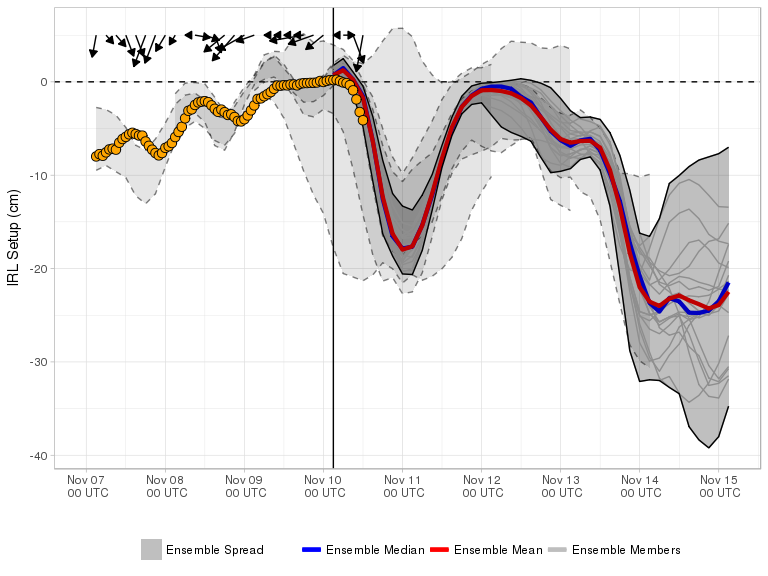 IRL Setup (cm)
0
-10
-20
-30
-40
Nov 07 Nov 08 Nov 09 Nov 10 Nov 11 Nov 12 Nov 13 Nov 14 Nov 15
00 UTC 00 UTC 00 UTC 00 UTC 00 UTC 00 UTC 00 UTC 00 UTC 00 UTC
Ensemble Spread Ensemble Median Ensemble Mean Ensemble Members